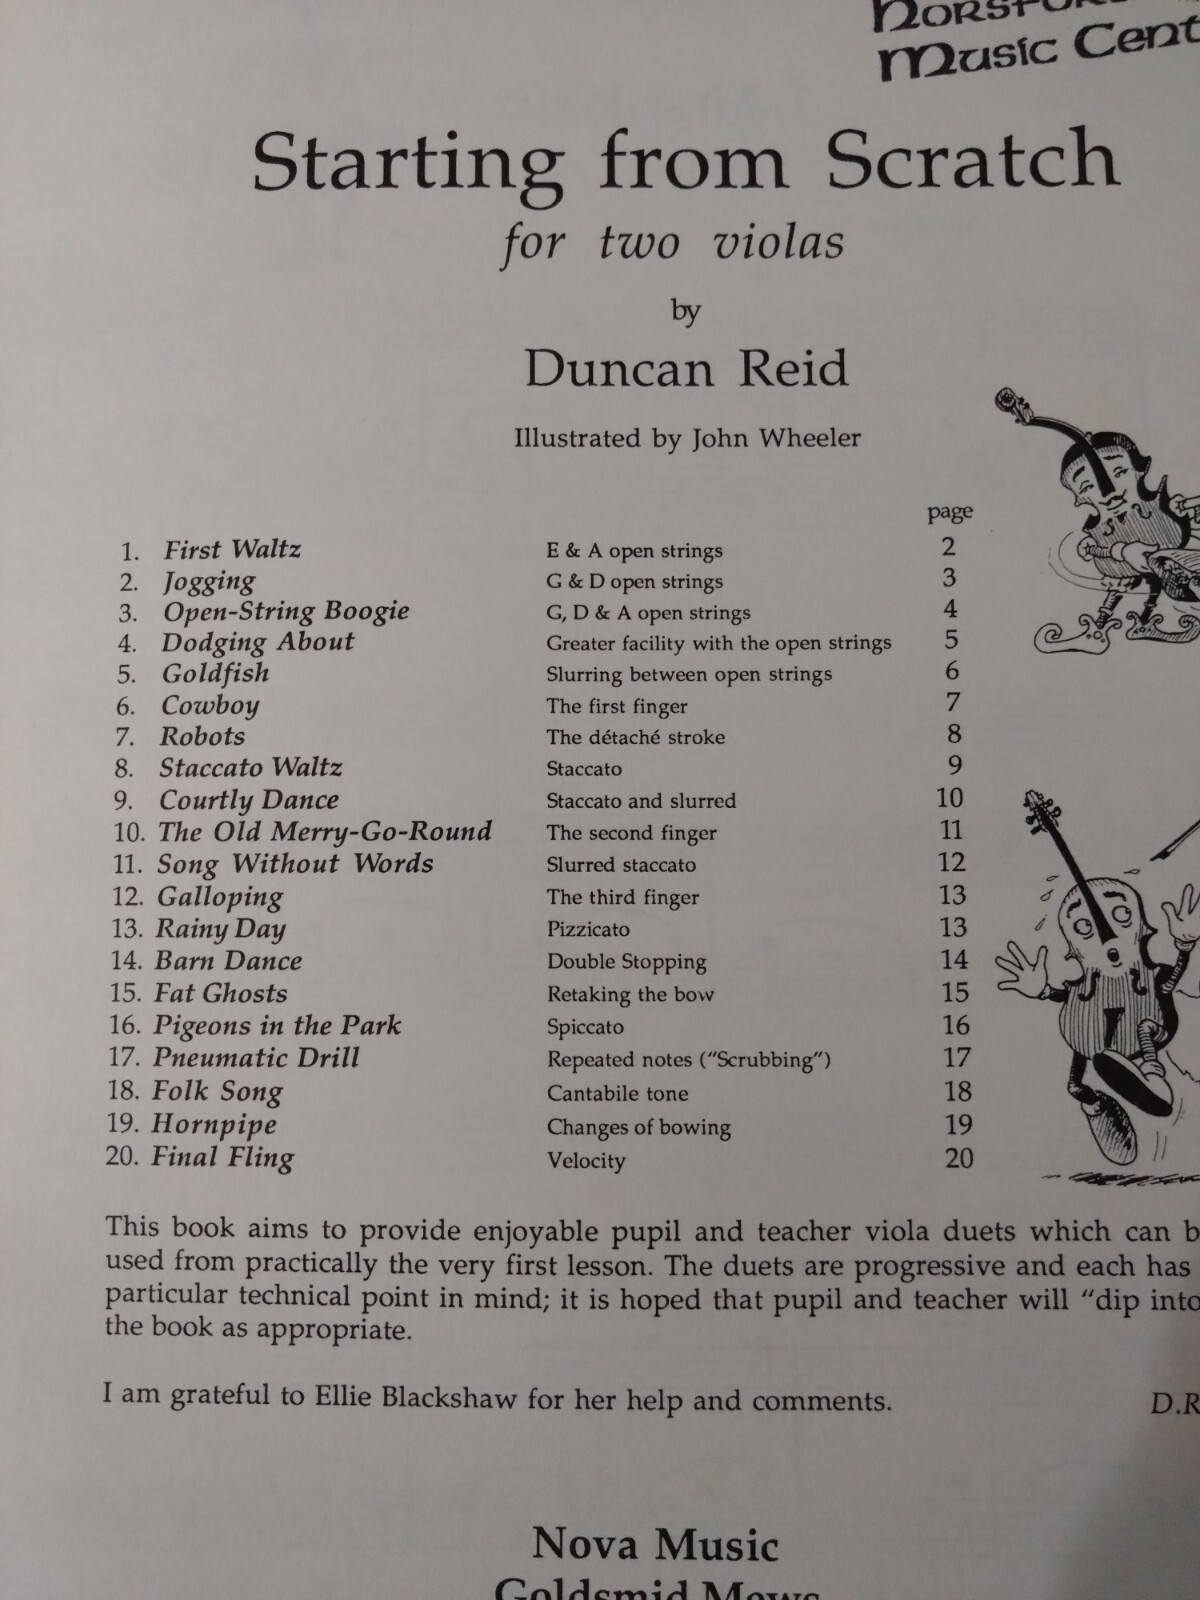 Music
Starting from Scratch
for two violas
by
Duncan Reid
Illustrated by John Wheeler
page
1. First Waltz E & A open strings 2
2. Jogging G & D open strings 3
3. Open-String Boogie G, D & A open strings 4
4. Dodging About Greater facility with the open strings 5
5. Goldfish Slurring between open strings 6
6. Cowboy The first finger 7
7. Robots The détaché stroke 8
8. Staccato Waltz Staccato 9
9. Courtly Dance Staccato and slurred 10
10. The Old Merry-Go-Round The second finger 11
11. Song Without Words Slurred staccato 12
12. Galloping The third finger 13
13. Rainy Day Pizzicato 13
14. Barn Dance Double Stopping 14
15. Fat Ghosts Retaking the bow 15
16. Pigeons in the Park Spiccato 16
17. Pneumatic Drill Repeated notes ("Scrubbing") 17
18. Folk Song Cantabile tone 18
19. Hornpipe Changes of bowing 19
20. Final Fling Velocity 20
This book aims to provide enjoyable pupil and teacher viola duets which can
used from practically the very first lesson. The duets are progressive and each has
particular technical point in mind; it is hoped that pupil and teacher will "dip into
the book as appropriate.
I am grateful to Ellie Blackshaw for her help and comments. D.R
Nova Music
Goldsmid Mews